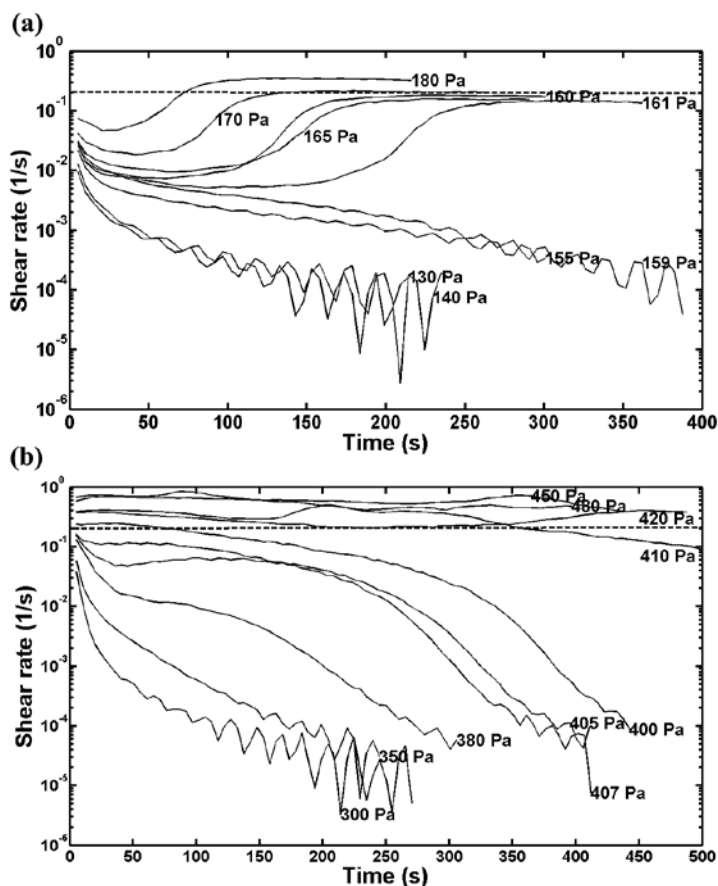 (a)
Shear rate (1/s)
10^0
10^-1
10^-2
10^-3
10^-4
10^-5
10^-6
180 Pa
170 Pa
160 Pa
161 Pa
165 Pa
155 Pa
159 Pa
130 Pa
140 Pa
0 50 100 150 200 250 300 350 400
Time (s)
(b)
Shear rate (1/s)
10^0
10^-1
10^-2
10^-3
10^-4
10^-5
10^-6
450 Pa
480 Pa
420 Pa
410 Pa
405 Pa
400 Pa
380 Pa
350 Pa
407 Pa
300 Pa
0 50 100 150 200 250 300 350 400 450 500
Time (s)